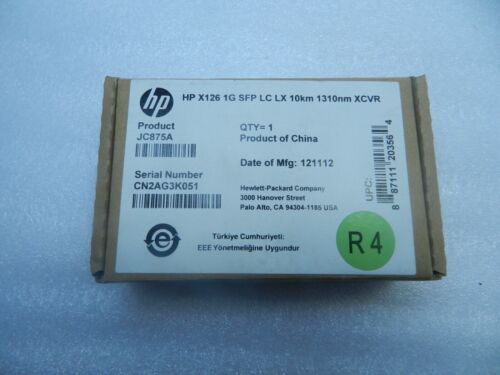 hp
HP X126 1G SFP LC LX 10km 1310nm XCVR
Product
JC875A
QTY= 1
Product of China
Serial Number
CN2AG3K051
Date of Mfg: 121112
Hewlett-Packard Company
3000 Hanover Street
Palo Alto, CA 94304-1185 USA
UPC:
8 87111 20356 4
Türkiye Cumhuriyeti:
EEE Yönetmeliğine Uygundur
R4